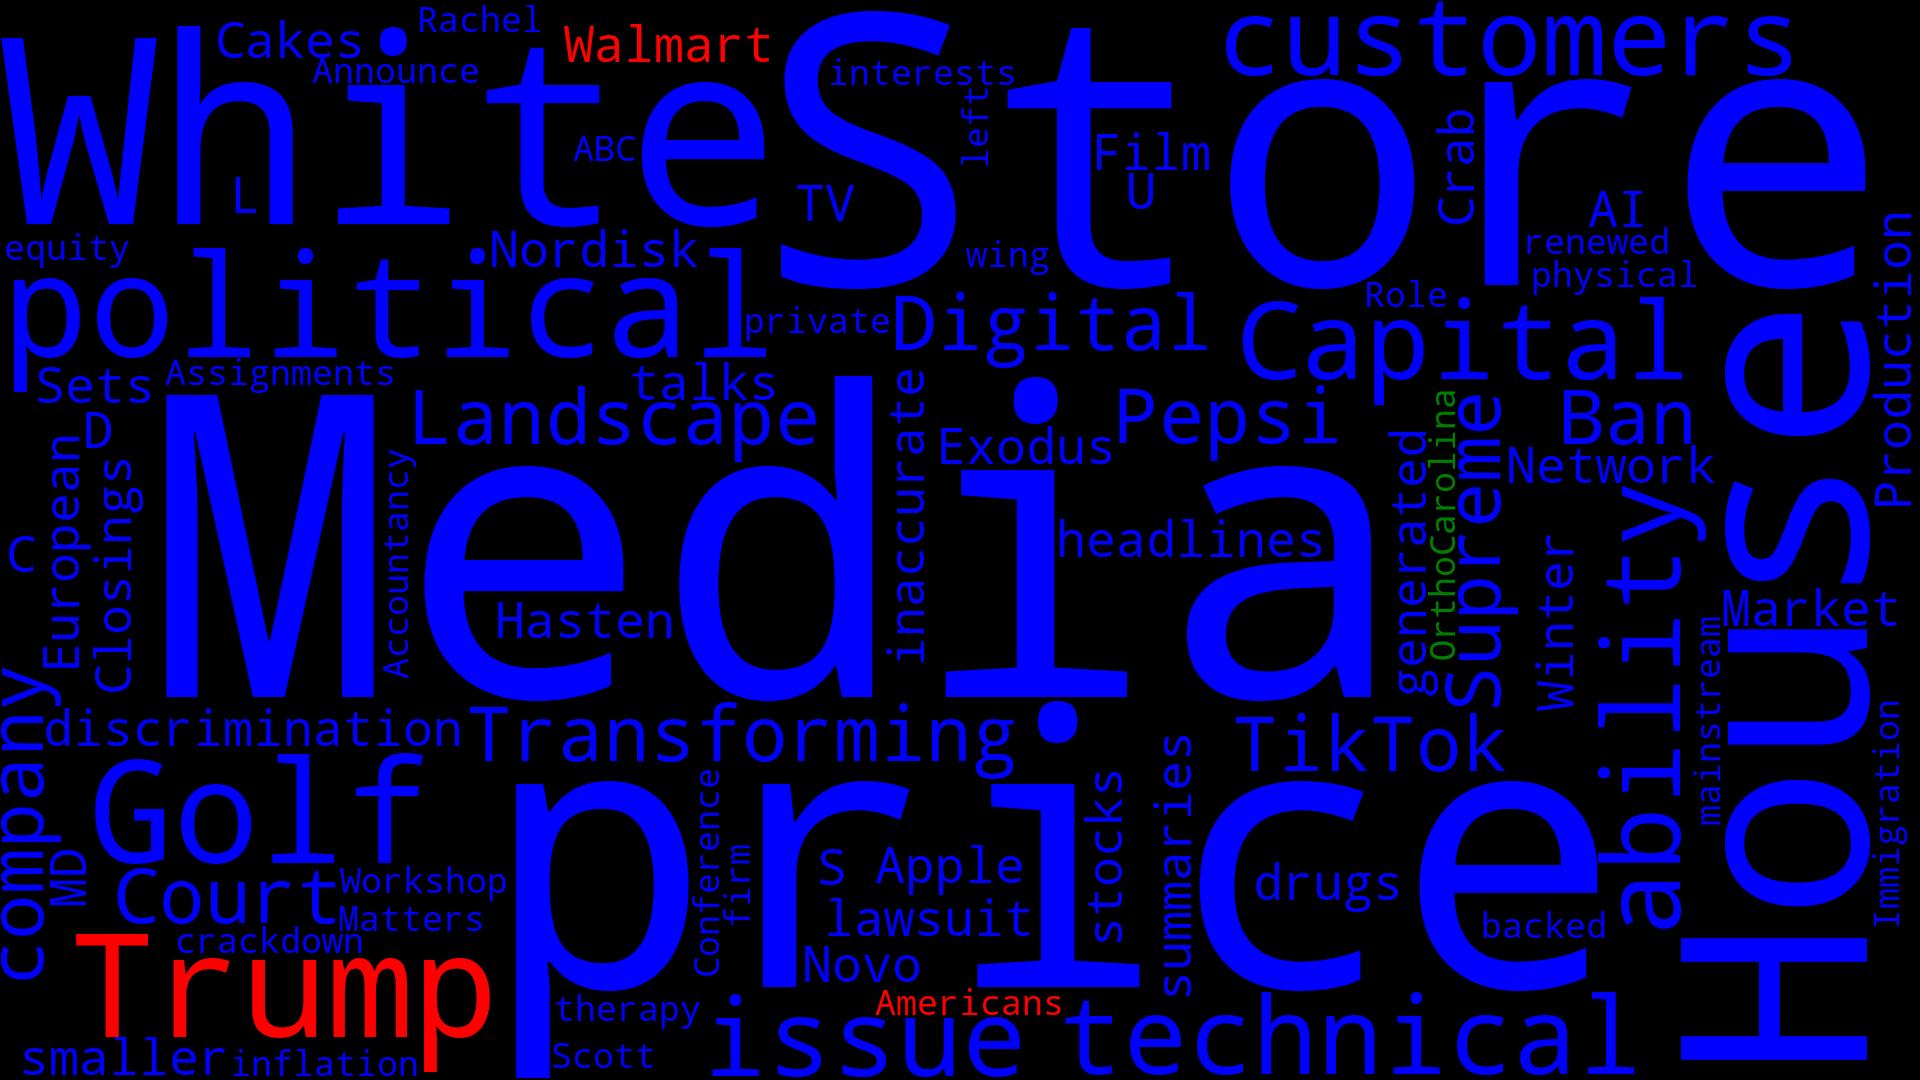 White
Store
customers
Cakes
Rachel
Walmart
Announce
interests
left
ABC
Film
Crab
L
TV
U
AI
equity
Nordisk
wing
renewed
physical
political
private
Digital
Role
Capital
Production
Sets
Assignments
talks
Landscape
inaccurate
Exodus
Pepsi
Ban
D
Network
European
Closings
Accountancy
Media
headlines
generated
OrthoCarolina
Supreme
Winter
ability
House
C
Hasten
Market
mainstream
Immigration
company
discrimination
Transforming
TikTok
Golf
price
Conference
firm
stocks
summaries
MD
Court
Workshop
Matters
S Apple
drugs
lawsuit
backed
crackdown
Novo
Trump
therapy
Americans
issue
technical
smaller
inflation
Scott